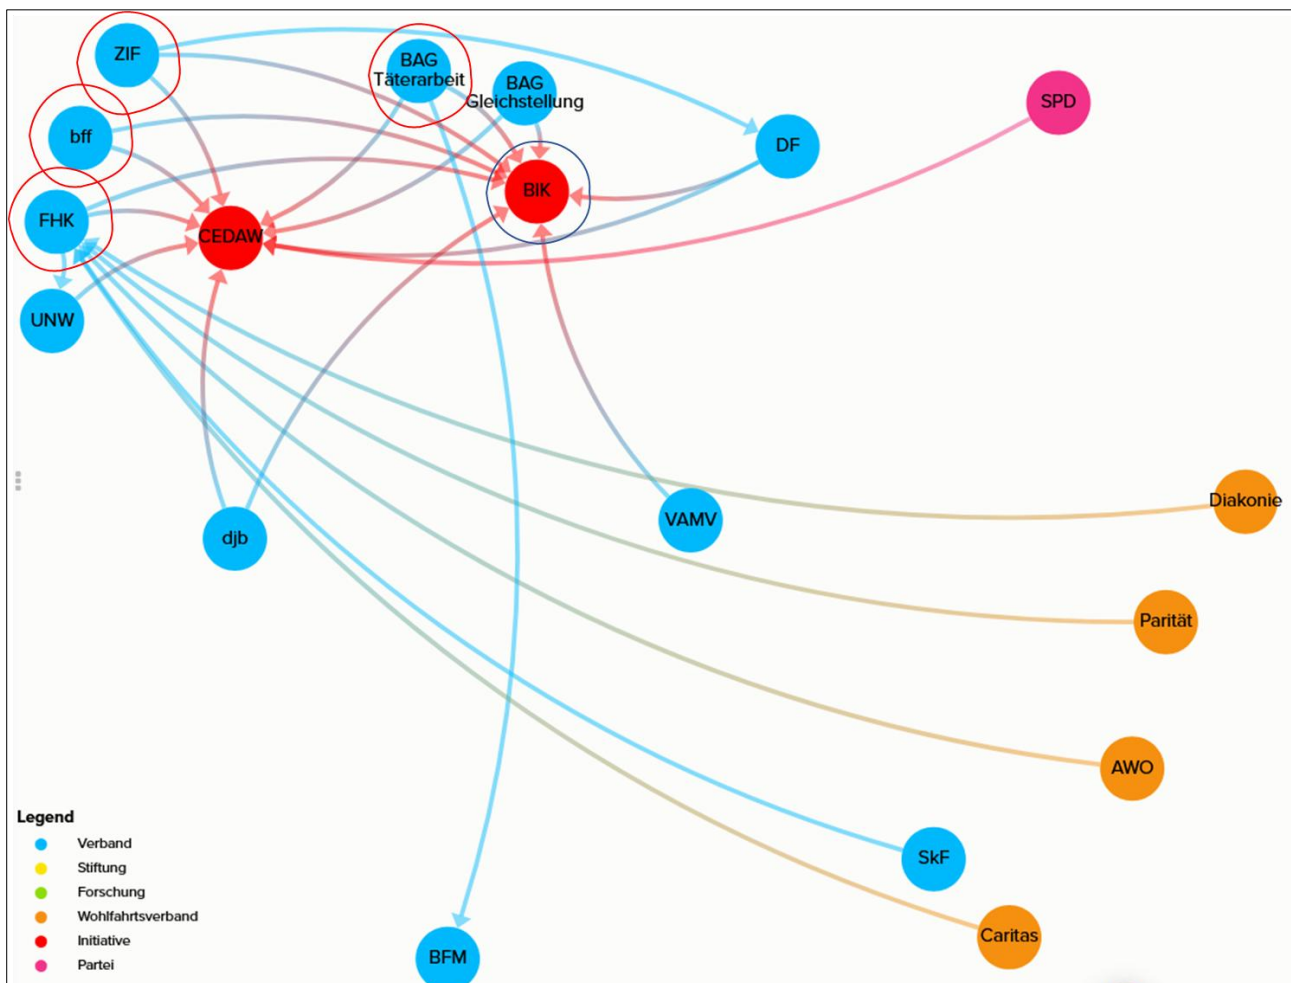 ZIF
BAG
Täterarbeit
BAG
Gleichstellung
SPD
bff
DF
BIK
FHK
CEDAW
UNW
Diakonie
VAMV
djb
Parität
AWO
SkF
Caritas
BFM
Legend
Verband
Stiftung
Forschung
Wohlfahrtsverband
Initiative
Partei